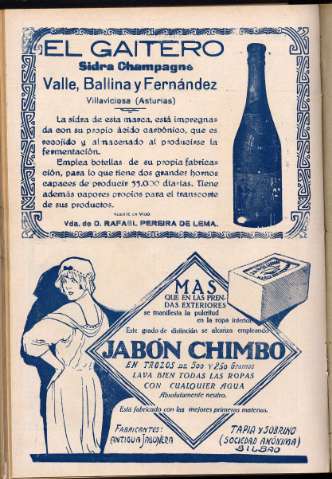 EL GAITERO
Sidra Champagne
Valle, Ballina y Fernández
Villaviciosa (Asturias)
La sidra de esta marca, está impregna-
da con su propio ácido carbónico, que es
recojido y almacenado al producirse la
fermentación.
Emplea botellas de su propia fabrica-
ción, para lo que tiene dos grandes hornos
capaces de producir 55.000 diarias. Tiene
además vapores propios para el transporte
de sus productos.
Vda. de D. RAFAEL PEREIRA DE LEMA.
MAS
QUE EN LAS PREN-
DAS EXTERIORES
se manifiesta la pulcritud
en la ropa interior
Este grado de distinción se alcanza empleando
JABÓN CHIMBO
EN TROZOS DE 500 Y 250 Gramos
LAVA BIEN TODAS LAS ROPAS
CON CUALQUIER AGUA
Absolutamente neutro.
Está fabricado con las mejores primeras materias.
FABRICANTES:
ANTIGUA JABONERA
TAPIA Y SOBRINO
(SOCIEDAD ANÓNIMA)
BILBAO